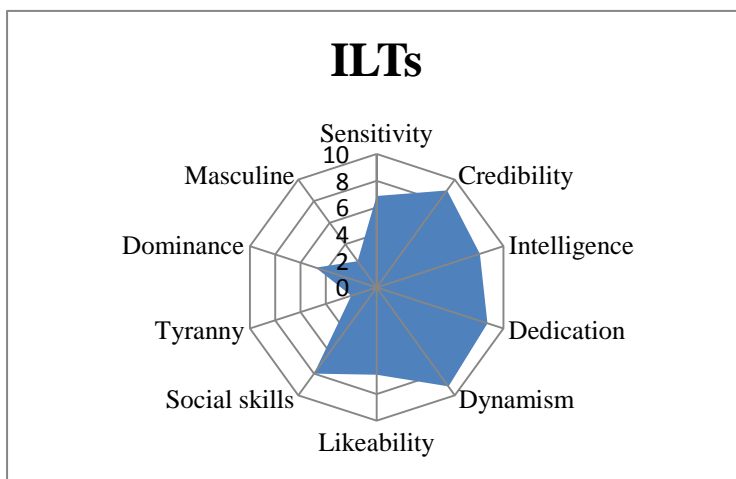 ILTs
Sensitivity
Credibility
Intelligence
Dedication
Dynamism
Likeability
Social skills
Tyranny
Dominance
Masculine
10
8
6
4
2
0